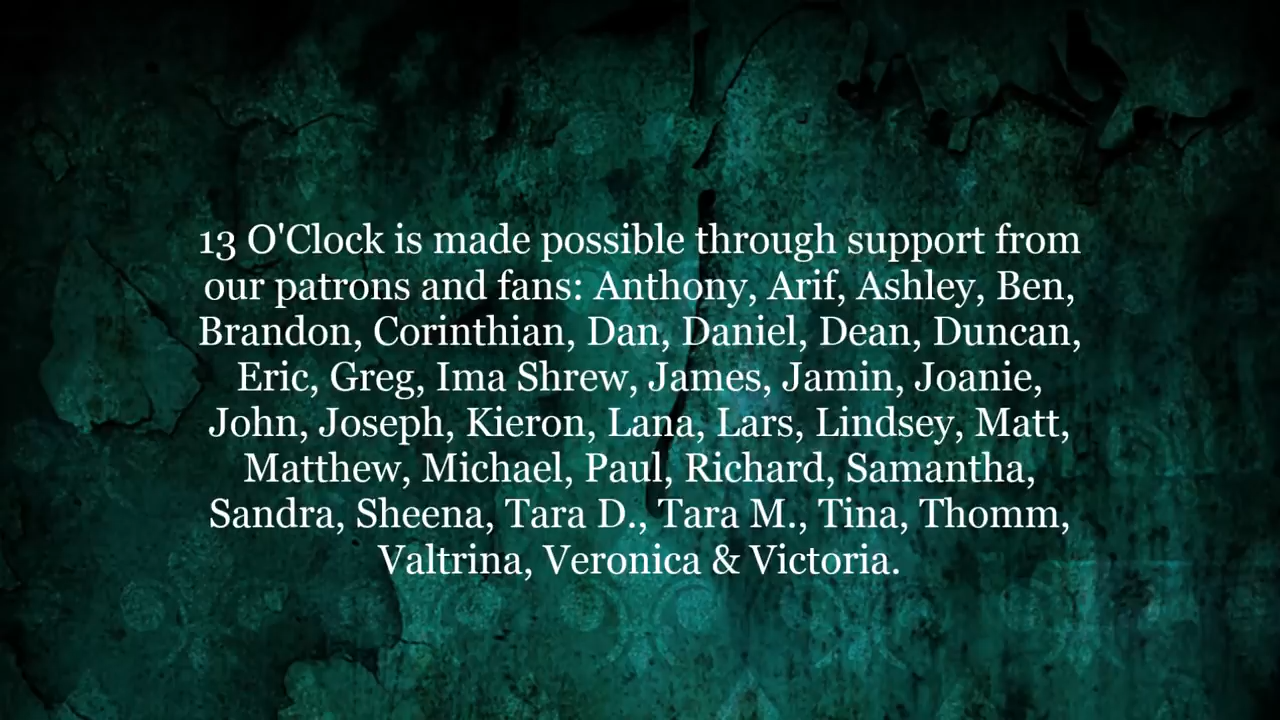 13 O'Clock is made possible through support from
our patrons and fans: Anthony, Arif, Ashley, Ben,
Brandon, Corinthian, Dan, Daniel, Dean, Duncan,
Eric, Greg, Ima Shrew, James, Jamin, Joanie,
John, Joseph, Kieron, Lana, Lars, Lindsey, Matt,
Matthew, Michael, Paul, Richard, Samantha,
Sandra, Sheena, Tara D., Tara M., Tina, Thomm,
Valtrina, Veronica & Victoria.